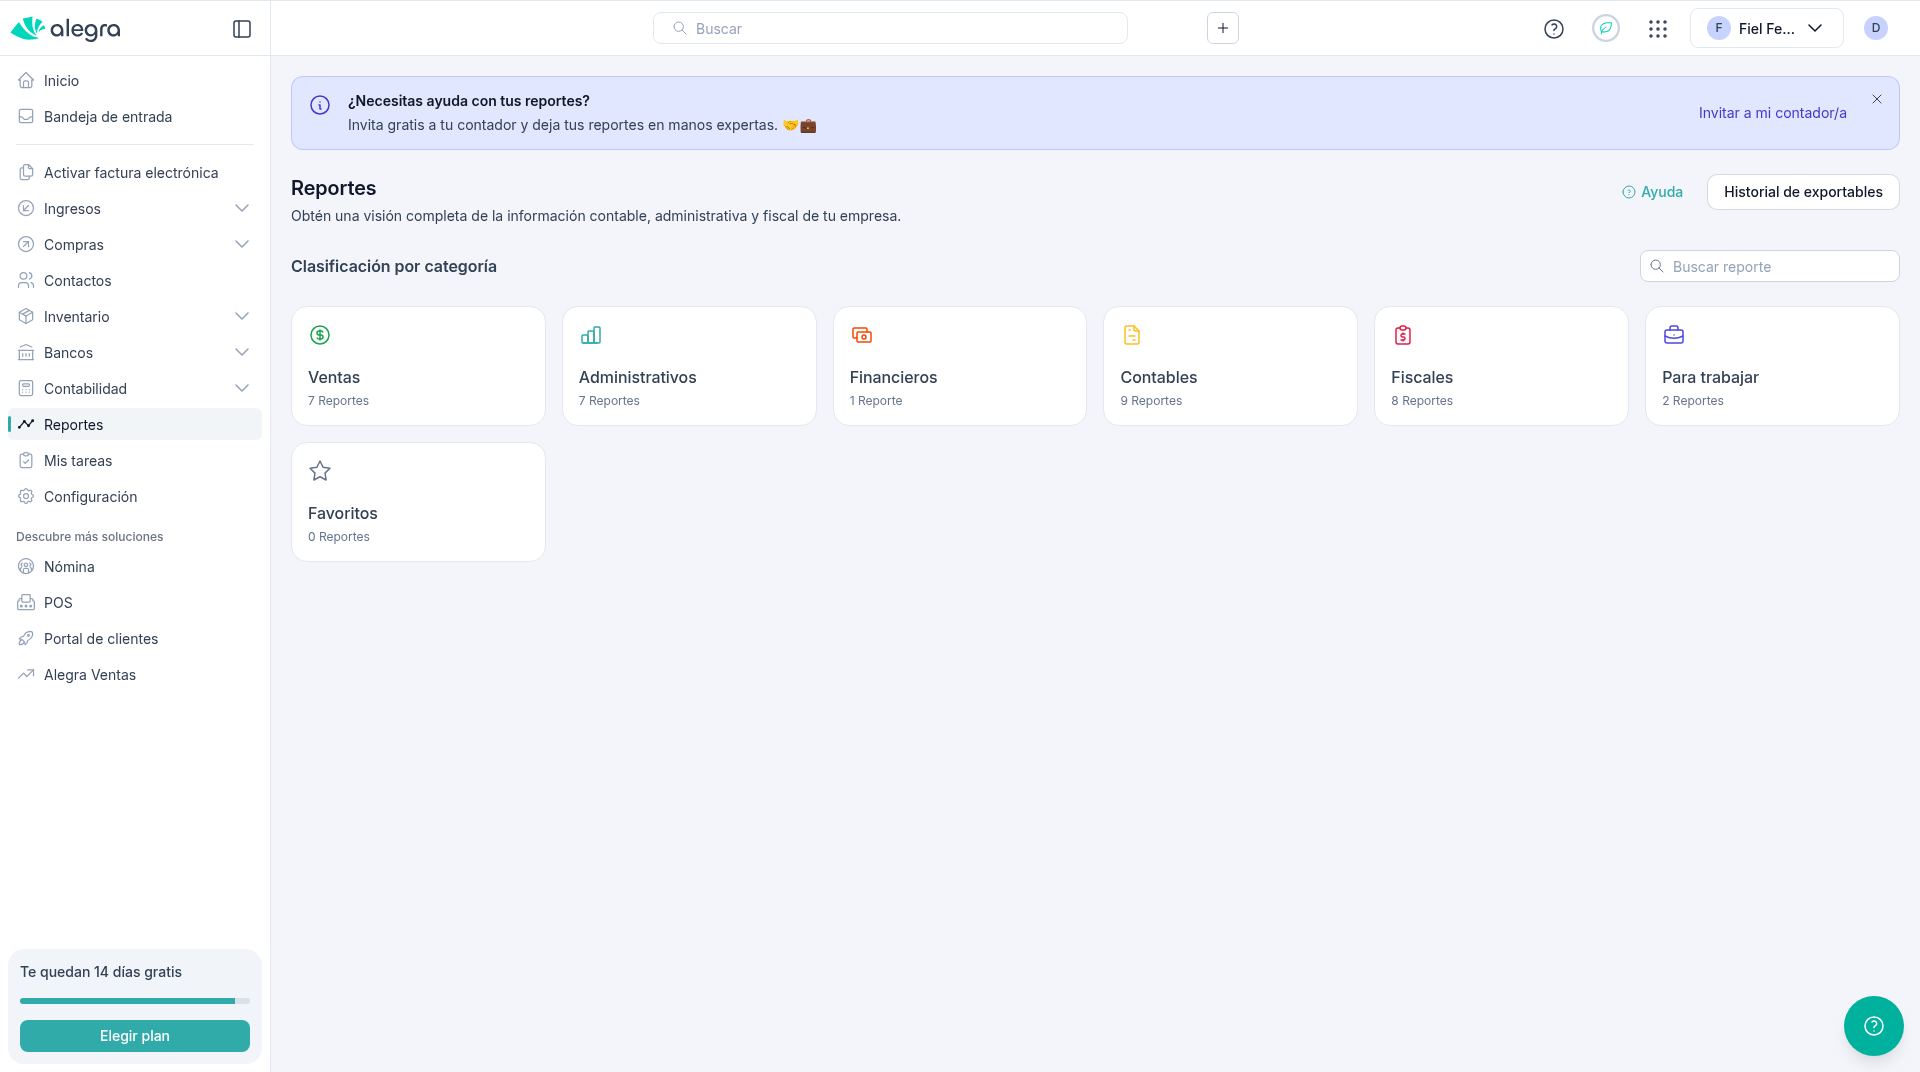 alegra
Buscar
F
Fiel Fe...
D
Inicio
Bandeja de entrada
Activar factura electrónica
Ingresos
Compras
Contactos
Inventario
Bancos
Contabilidad
Reportes
Mis tareas
Configuración
Descubre más soluciones
Nómina
POS
Portal de clientes
Alegra Ventas
Te quedan 14 días gratis
Elegir plan
¿Necesitas ayuda con tus reportes?
Invita gratis a tu contador y deja tus reportes en manos expertas. 🤝💼
Invitar a mi contador/a
Reportes
Obtén una visión completa de la información contable, administrativa y fiscal de tu empresa.
Ayuda
Historial de exportables
Clasificación por categoría
Buscar reporte
Ventas
7 Reportes
Administrativos
7 Reportes
Financieros
1 Reporte
Contables
9 Reportes
Fiscales
8 Reportes
Para trabajar
2 Reportes
Favoritos
0 Reportes